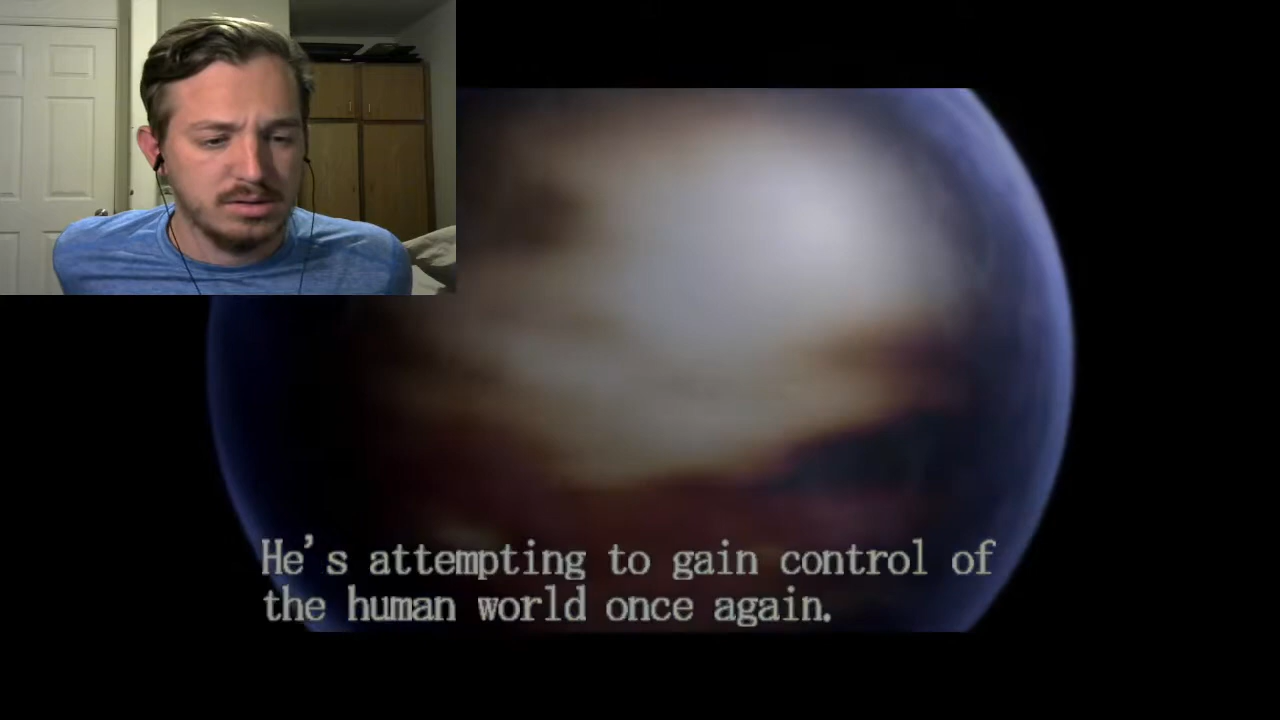 He's attempting to gain control of
the human world once again.